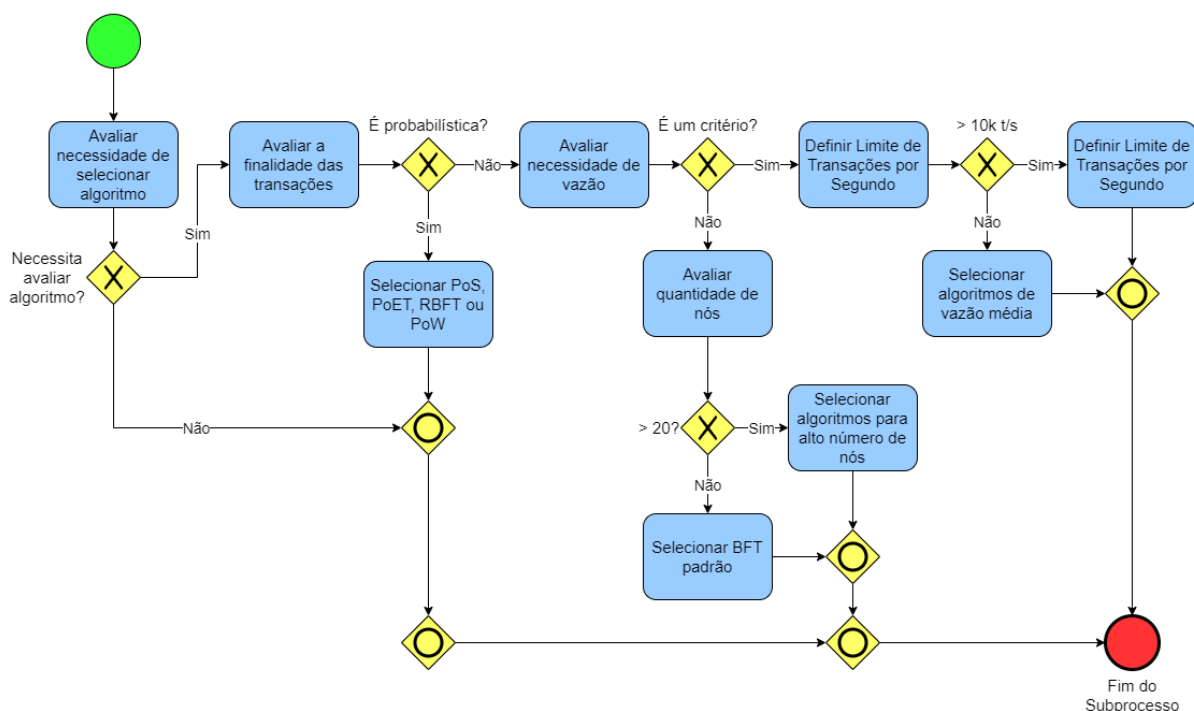 Avaliar
necessidade de
selecionar
algoritmo
Necessita
avaliar
algoritmo?
Sim
Não
Avaliar a
finalidade das
transações
É probabilística?
Não
Sim
Selecionar PoS,
PoET, RBFT ou
PoW
Avaliar
necessidade de
vazão
É um critério?
Sim
Não
Avaliar
quantidade de
nós
> 20?
Sim
Não
Selecionar
algoritmos para
alto número de
nós
Selecionar BFT
padrão
Definir Limite de
Transações por
Segundo
> 10k t/s
Sim
Não
Selecionar
algoritmos de
vazão média
Definir Limite de
Transações por
Segundo
Fim do
Subprocesso